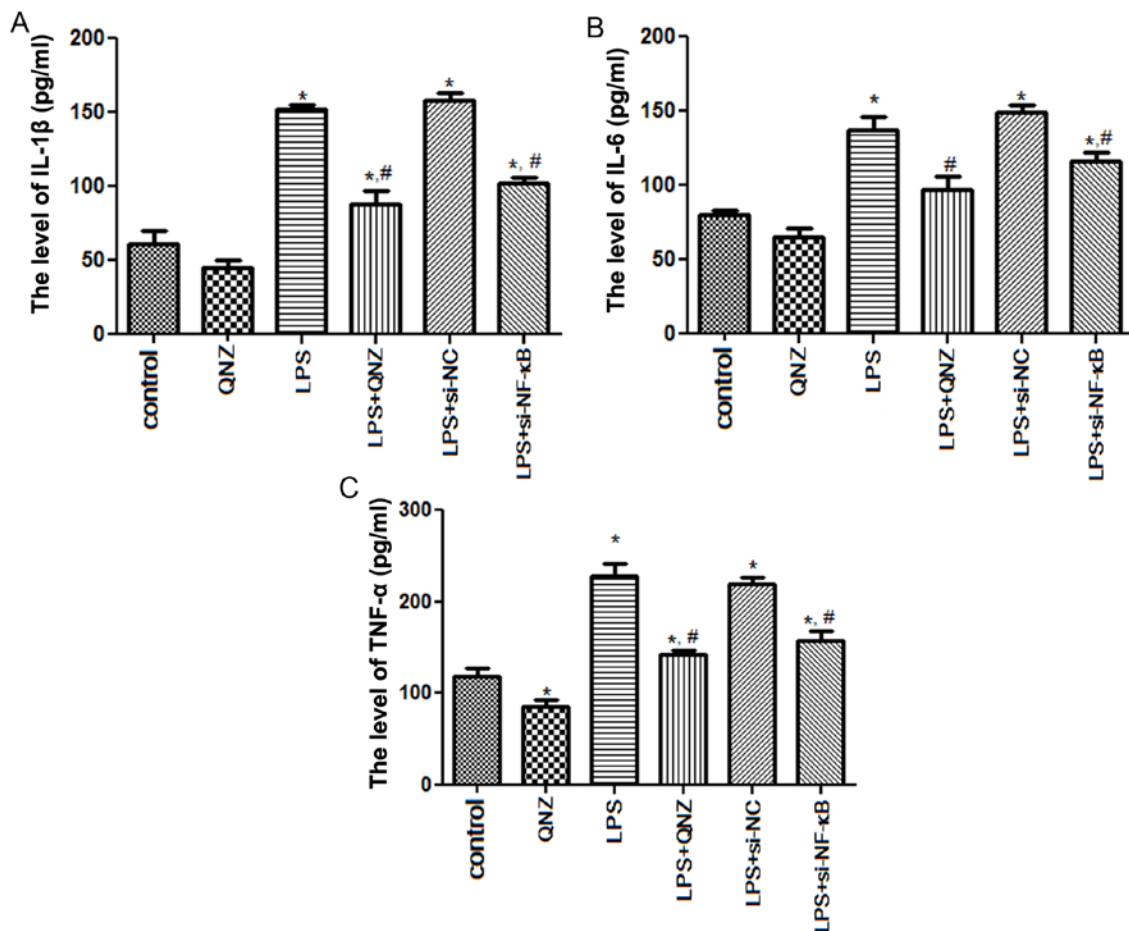 A
The level of IL-1β (pg/ml)
200
150
100
50
0
*
*,#
*
*, #
control
QNZ
LPS
LPS+QNZ
LPS+si-NC
LPS+si-NF-κB
B
The level of IL-6 (pg/ml)
200
150
100
50
0
*
#
*
*,#
control
QNZ
LPS
LPS+QNZ
LPS+si-NC
LPS+si-NF-κB
C
The level of TNF-α (pg/ml)
300
200
100
0
*
*
*, #
*
*, #
control
QNZ
LPS
LPS+QNZ
LPS+si-NC
LPS+si-NF-κB